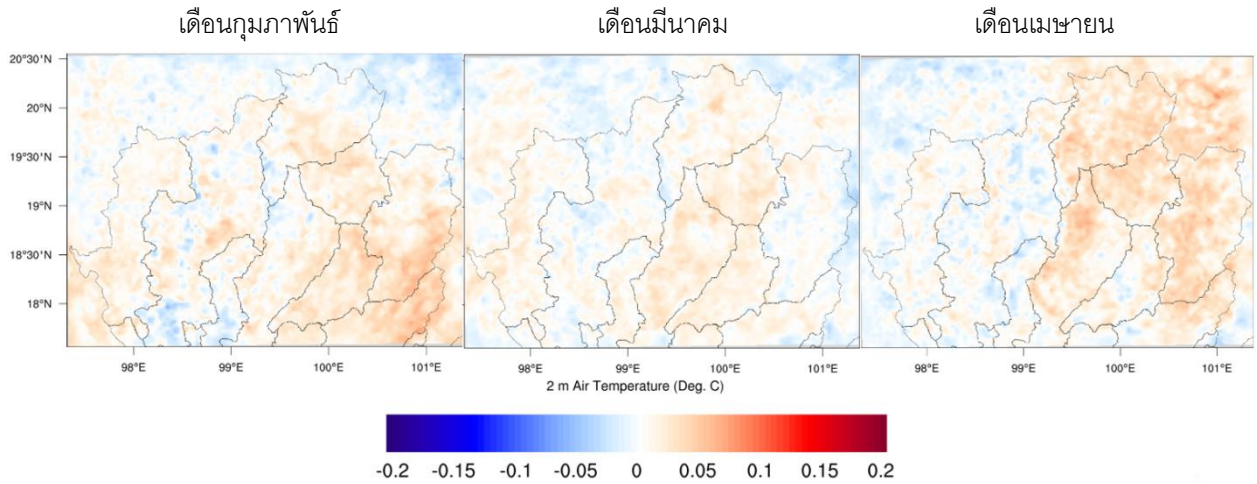 เดือนกุมภาพันธ์ เดือนมีนาคม เดือนเมษายน
20°30'N
20°N
19°30'N
19°N
18°30'N
18°N
98°E 99°E 100°E 101°E 98°E 99°E 100°E 101°E 98°E 99°E 100°E 101°E
2 m Air Temperature (Deg. C)
-0.2 -0.15 -0.1 -0.05 0 0.05 0.1 0.15 0.2